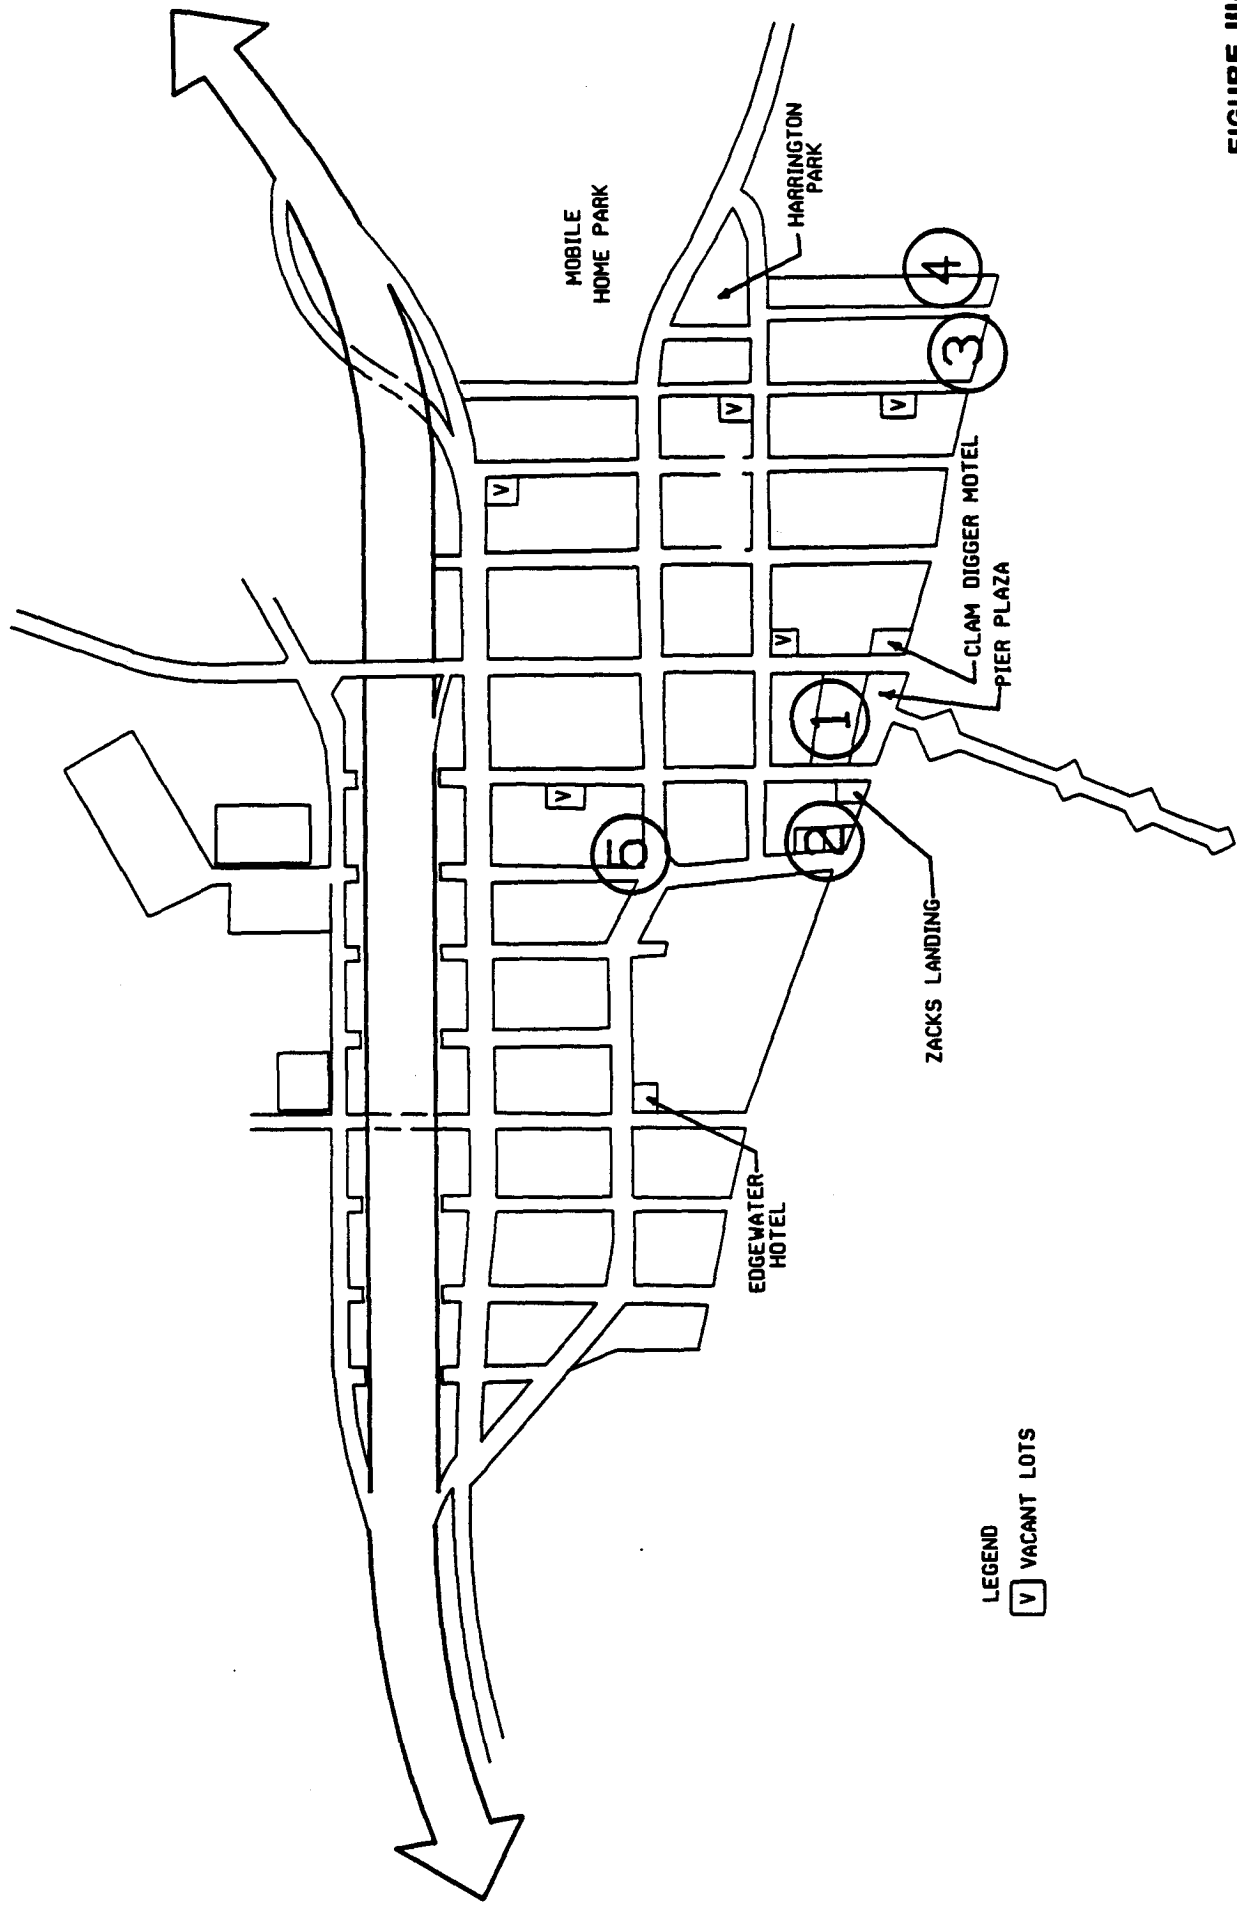 MOBILE
HOME PARK
HARRINGTON
PARK
4
3
V
V
V
V
CLAM DIGGER MOTEL
PIER PLAZA
1
V
5
2
ZACKS LANDING
EDGEWATER
HOTEL
LEGEND
V VACANT LOTS
FIGURE